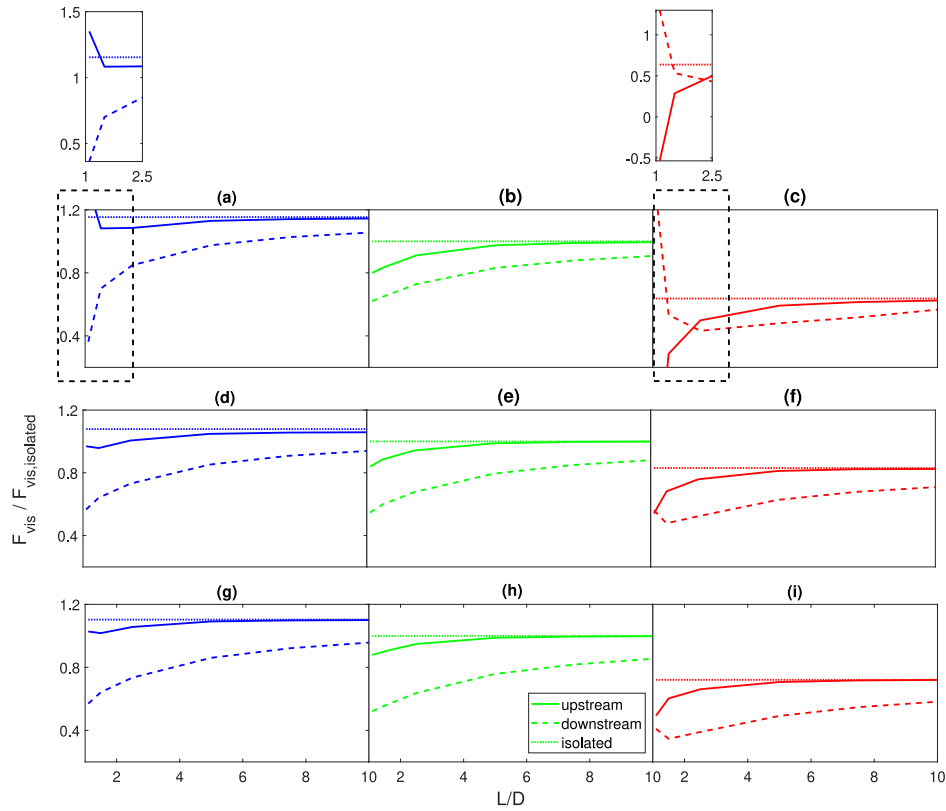 1.5
1
0.5
1 2.5
1
0.5
0
-0.5
1 2.5
(a) (b) (c)
1.2
0.8
0.4
(d) (e) (f)
1.2
0.8
0.4
F_vis / F_vis,isolated
(g) (h) (i)
1.2
0.8
0.4
upstream
downstream
isolated
2 4 6 8 10 2 4 6 8 10 2 4 6 8 10
L/D